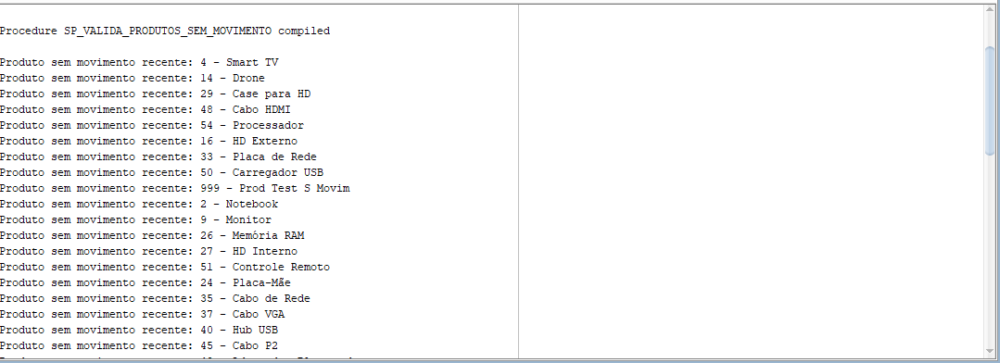 Procedure SP_VALIDA_PRODUTOS_SEM_MOVIMENTO compiled
Produto sem movimento recente: 4 - Smart TV
Produto sem movimento recente: 14 - Drone
Produto sem movimento recente: 29 - Case para HD
Produto sem movimento recente: 48 - Cabo HDMI
Produto sem movimento recente: 54 - Processador
Produto sem movimento recente: 16 - HD Externo
Produto sem movimento recente: 33 - Placa de Rede
Produto sem movimento recente: 50 - Carregador USB
Produto sem movimento recente: 999 - Prod Test S Movim
Produto sem movimento recente: 2 - Notebook
Produto sem movimento recente: 9 - Monitor
Produto sem movimento recente: 26 - Memória RAM
Produto sem movimento recente: 27 - HD Interno
Produto sem movimento recente: 51 - Controle Remoto
Produto sem movimento recente: 24 - Placa-Mãe
Produto sem movimento recente: 35 - Cabo de Rede
Produto sem movimento recente: 37 - Cabo VGA
Produto sem movimento recente: 40 - Hub USB
Produto sem movimento recente: 45 - Cabo P2